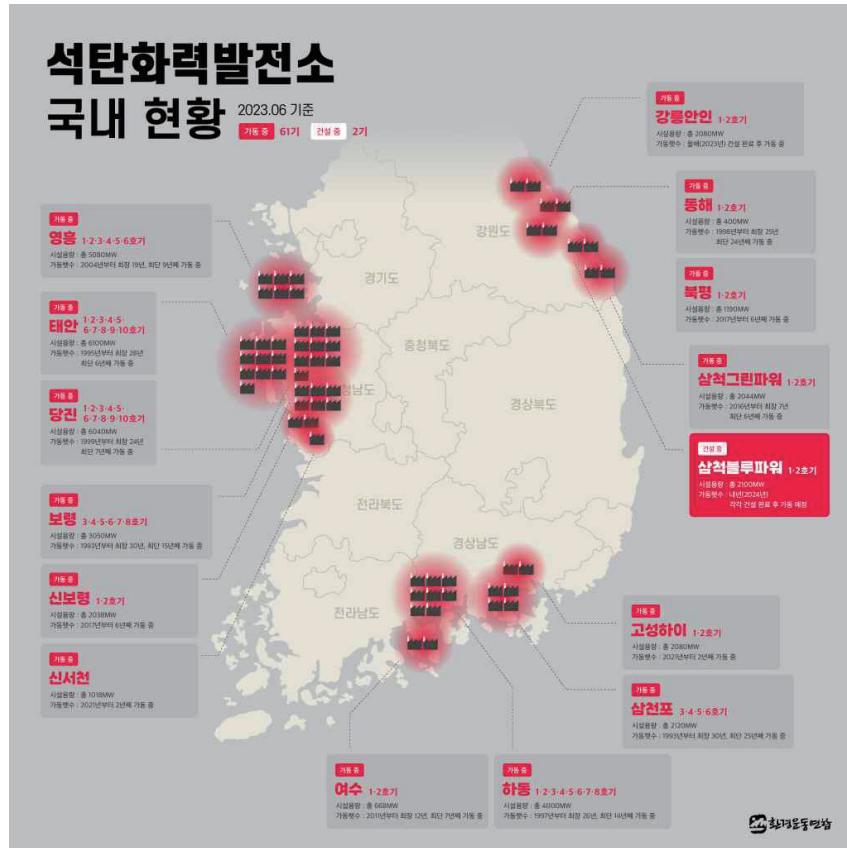 석탄화력발전소
국내 현황 2023.06 기준
가동 중 61기 건설 중 2기
가동 중
강릉안인 1·2호기
시설용량 : 총 2080MW
가동햇수 : 올해(2023년) 건설 완료 후 가동 중
가동 중
동해 1·2호기
시설용량 : 총 400MW
가동햇수 : 1998년부터 최장 25년
최단 24년째 가동 중
가동 중
북평 1·2호기
시설용량 : 총 1190MW
가동햇수 : 2017년부터 6년째 가동 중
가동 중
삼척그린파워 1·2호기
시설용량 : 총 2044MW
가동햇수 : 2016년부터 최장 7년
최단 6년째 가동 중
건설 중
삼척블루파워 1·2호기
시설용량 : 총 2100MW
가동햇수 : 내년(2024년)
각각 건설 완료 후 가동 예정
가동 중
영흥 1·2·3·4·5·6호기
시설용량 : 총 5080MW
가동햇수 : 2004년부터 최장 19년, 최단 9년째 가동 중
가동 중
태안 1·2·3·4·5·
6·7·8·9·10호기
시설용량 : 총 6100MW
가동햇수 : 1995년부터 최장 28년
최단 6년째 가동 중
가동 중
당진 1·2·3·4·5·
6·7·8·9·10호기
시설용량 : 총 6040MW
가동햇수 : 1999년부터 최장 24년
최단 7년째 가동 중
가동 중
보령 3·4·5·6·7·8호기
시설용량 : 총 3050MW
가동햇수 : 1993년부터 최장 30년, 최단 15년째 가동 중
가동 중
신보령 1·2호기
시설용량 : 총 2038MW
가동햇수 : 2017년부터 6년째 가동 중
가동 중
신서천
시설용량 : 총 1018MW
가동햇수 : 2021년부터 2년째 가동 중
강원도
경기도
충청북도
청남도
경상북도
전라북도
경상남도
전라남도
가동 중
고성하이 1·2호기
시설용량 : 총 2080MW
가동햇수 : 2021년부터 2년째 가동 중
가동 중
삼천포 3·4·5·6호기
시설용량 : 총 2120MW
가동햇수 : 1993년부터 최장 30년, 최단 25년째 가동 중
가동 중
여수 1·2호기
시설용량 : 총 668MW
가동햇수 : 2011년부터 최장 12년, 최단 7년째 가동 중
가동 중
하동 1·2·3·4·5·6·7·8호기
시설용량 : 총 4000MW
가동햇수 : 1997년부터 최장 26년, 최단 14년째 가동 중
환경운동연합